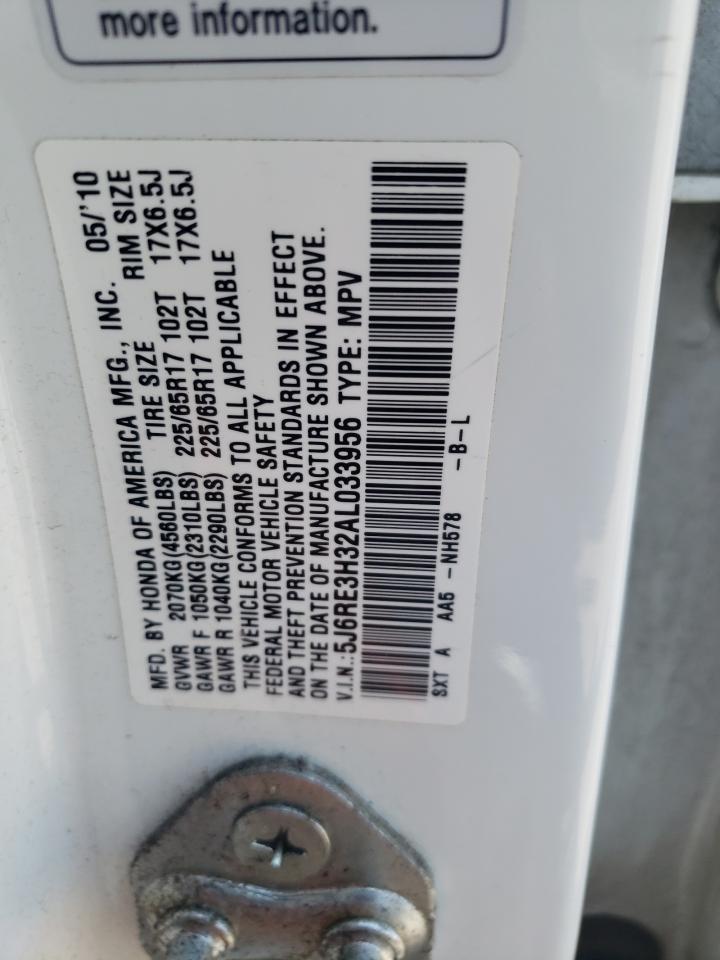 more information.
MFD. BY HONDA OF AMERICA MFG., INC. 05/'10
TIRE SIZE RIM SIZE
GVWR 2070KG(4560LBS)
GAWR F 1050KG(2310LBS) 225/65R17 102T 17X6.5J
GAWR R 1040KG(2290LBS) 225/65R17 102T 17X6.5J
THIS VEHICLE CONFORMS TO ALL APPLICABLE
FEDERAL MOTOR VEHICLE SAFETY
AND THEFT PREVENTION STANDARDS IN EFFECT
ON THE DATE OF MANUFACTURE SHOWN ABOVE.
V.I.N.:5J6RE3H32AL033956 TYPE: MPV
SXT A AA5 -NH578 -B-L